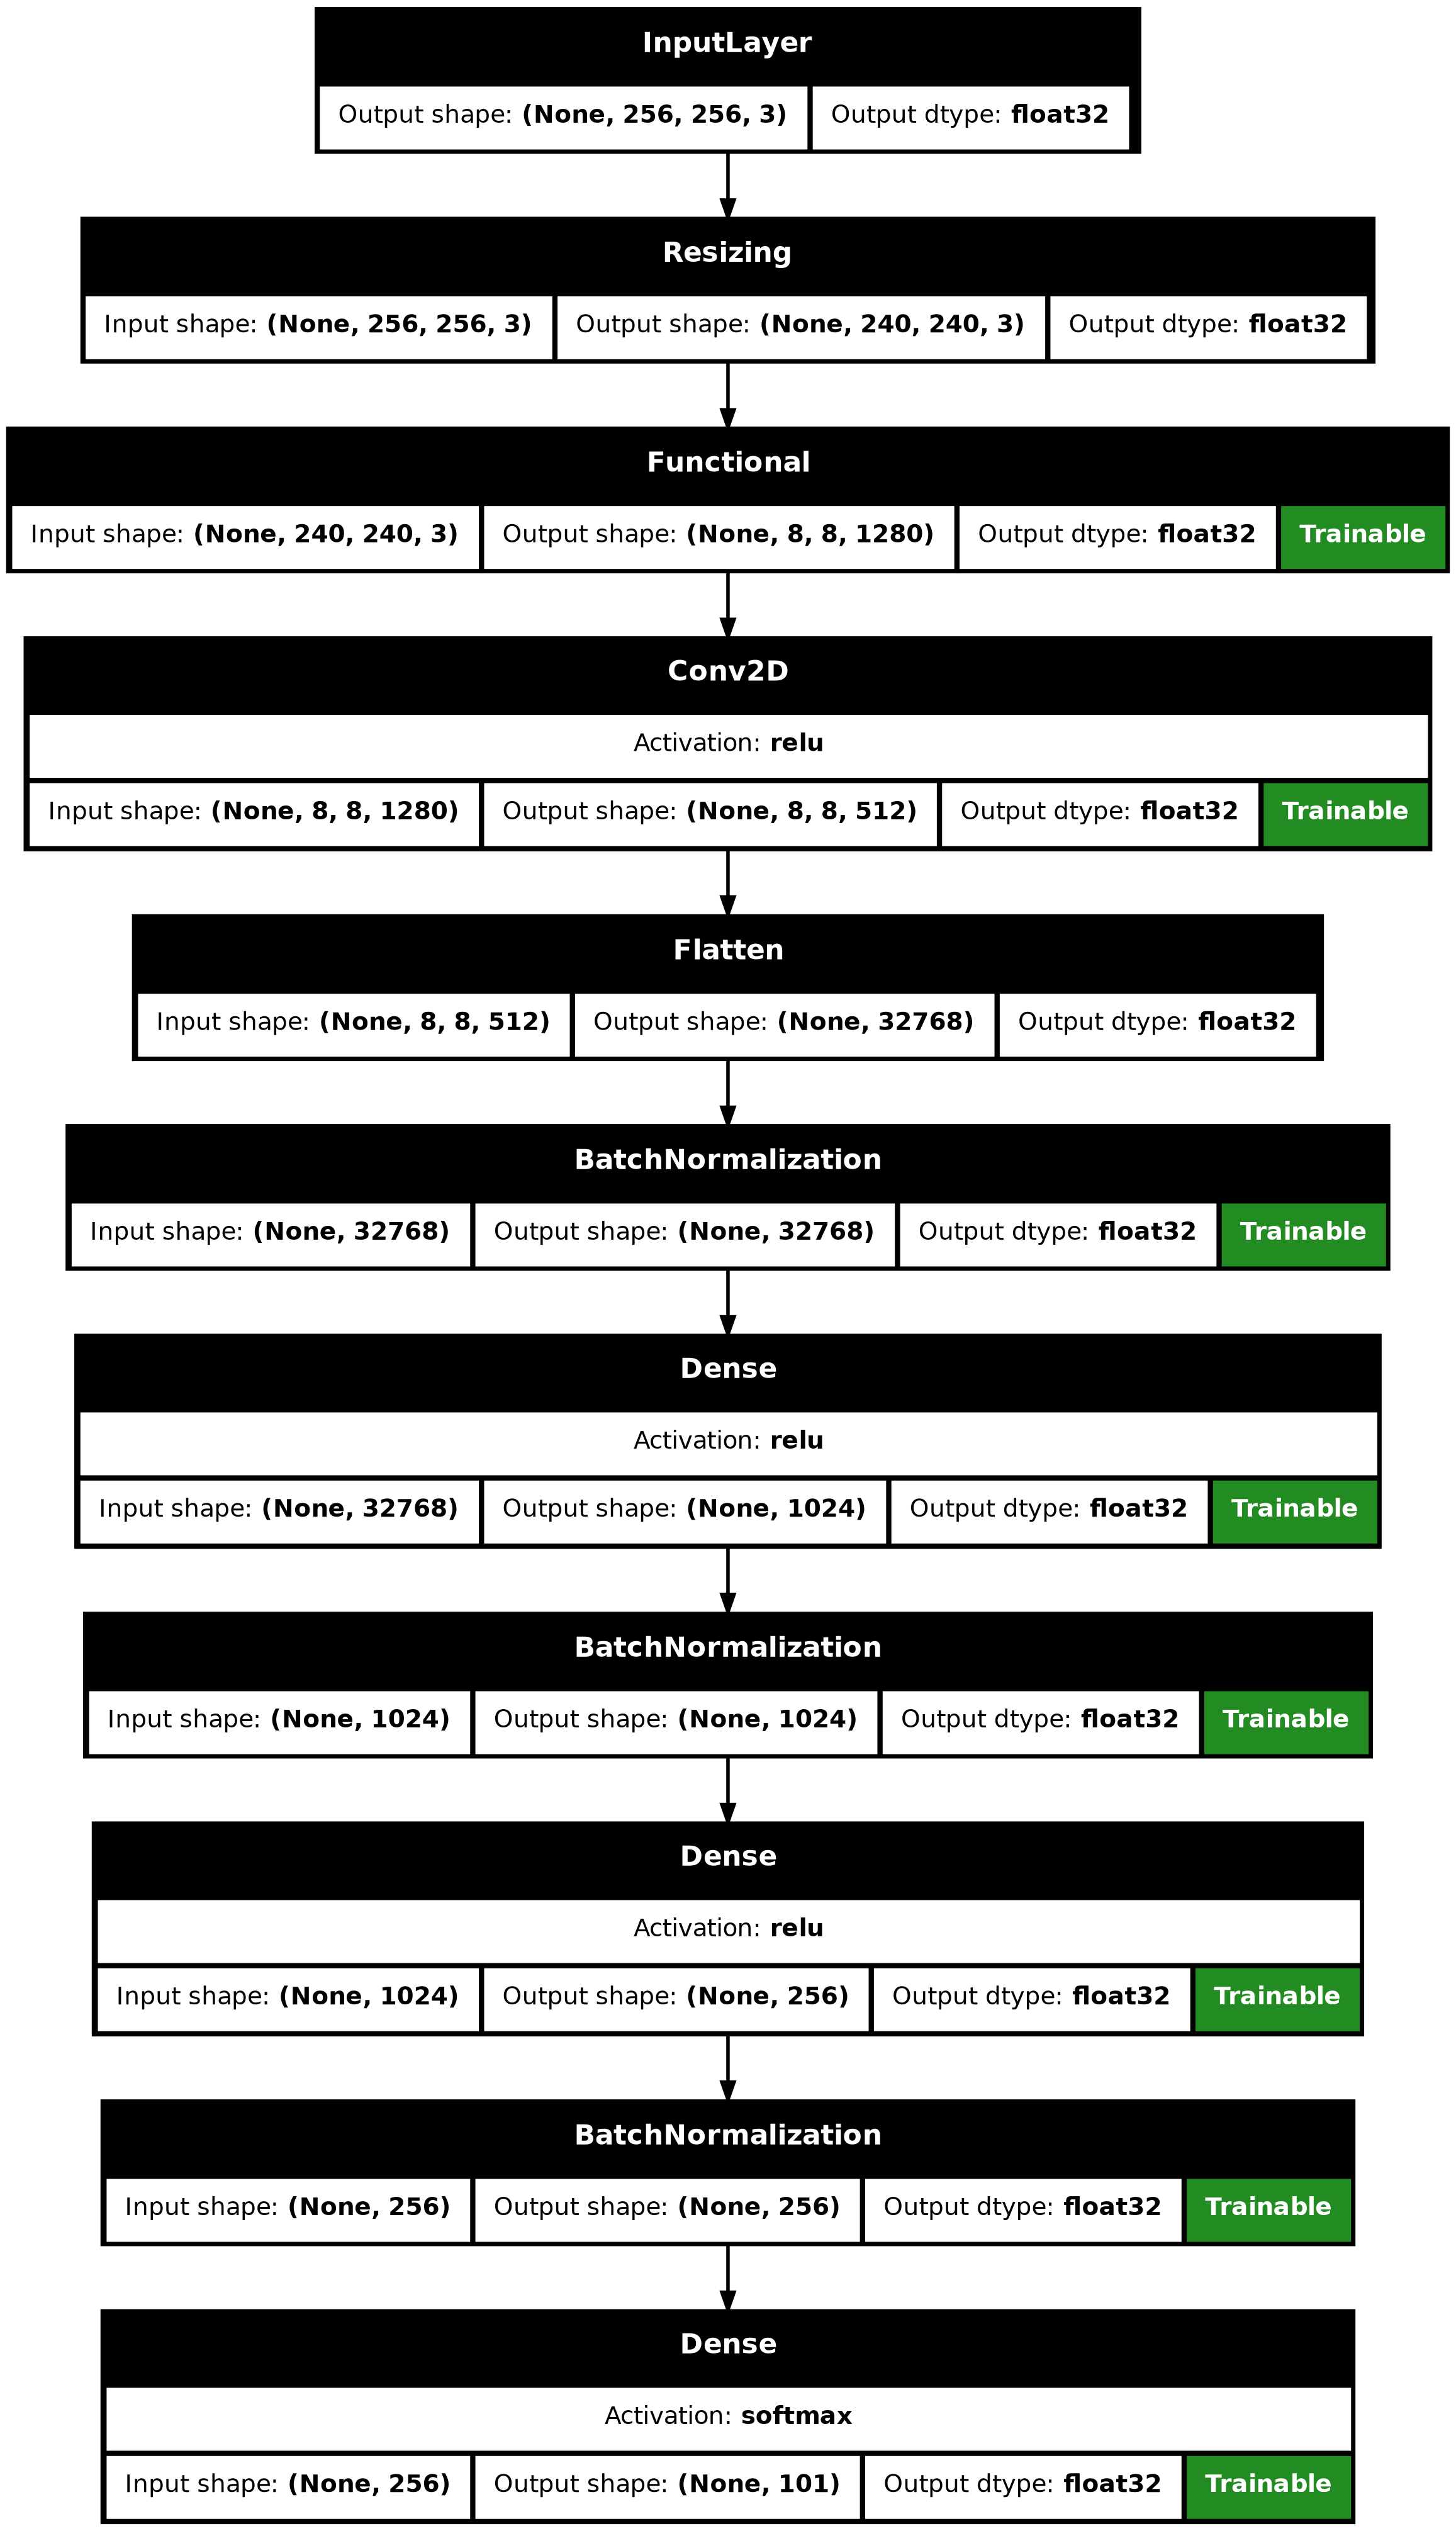 InputLayer
Output shape: (None, 256, 256, 3) Output dtype: float32
Resizing
Input shape: (None, 256, 256, 3) Output shape: (None, 240, 240, 3) Output dtype: float32
Functional
Input shape: (None, 240, 240, 3) Output shape: (None, 8, 8, 1280) Output dtype: float32 Trainable
Conv2D
Activation: relu
Input shape: (None, 8, 8, 1280) Output shape: (None, 8, 8, 512) Output dtype: float32 Trainable
Flatten
Input shape: (None, 8, 8, 512) Output shape: (None, 32768) Output dtype: float32
BatchNormalization
Input shape: (None, 32768) Output shape: (None, 32768) Output dtype: float32 Trainable
Dense
Activation: relu
Input shape: (None, 32768) Output shape: (None, 1024) Output dtype: float32 Trainable
BatchNormalization
Input shape: (None, 1024) Output shape: (None, 1024) Output dtype: float32 Trainable
Dense
Activation: relu
Input shape: (None, 1024) Output shape: (None, 256) Output dtype: float32 Trainable
BatchNormalization
Input shape: (None, 256) Output shape: (None, 256) Output dtype: float32 Trainable
Dense
Activation: softmax
Input shape: (None, 256) Output shape: (None, 101) Output dtype: float32 Trainable